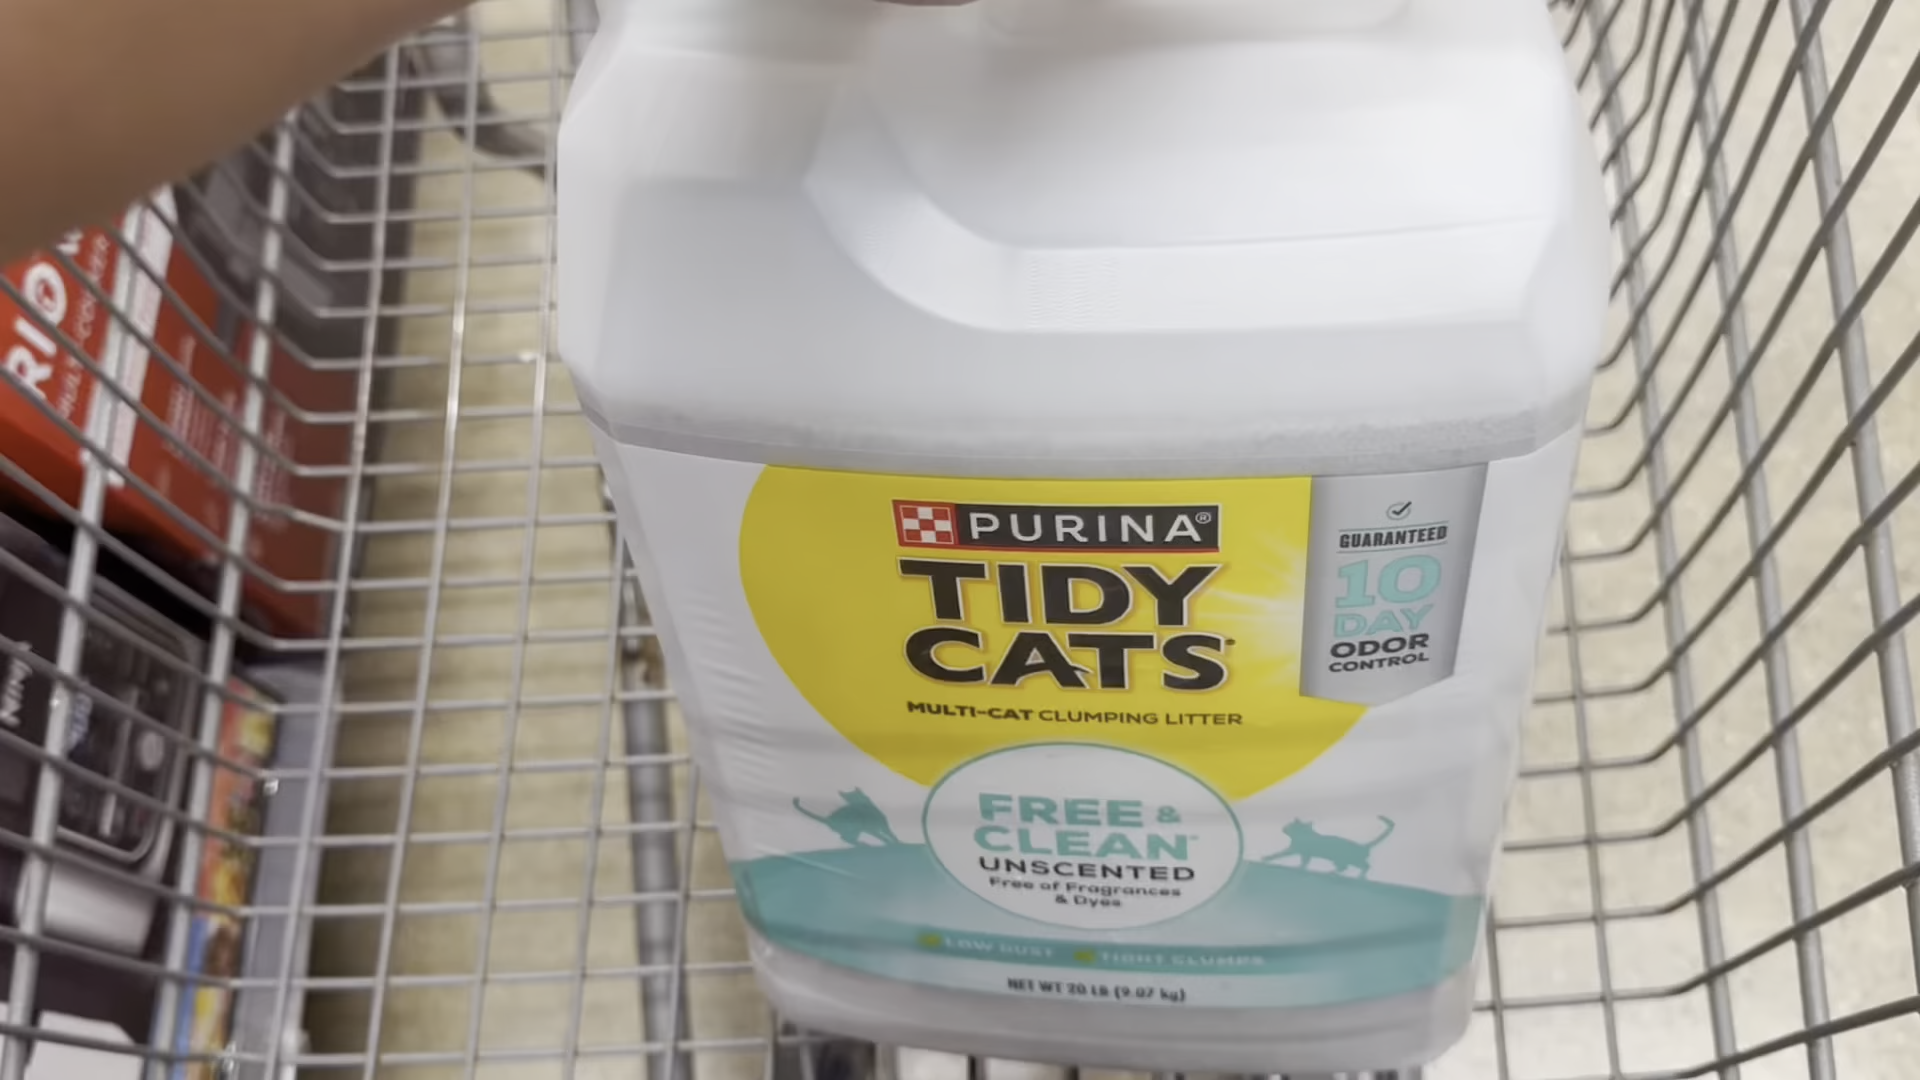 PURINA®
TIDY
CATS
MULTI-CAT CLUMPING LITTER
GUARANTEED
10
DAY
ODOR
CONTROL
FREE &
CLEAN
UNSCENTED
Free of Fragrances
& Dyes
LOW DUST TIGHT CLUMPS
NET WT 20 LB (9.07 kg)
NINJA